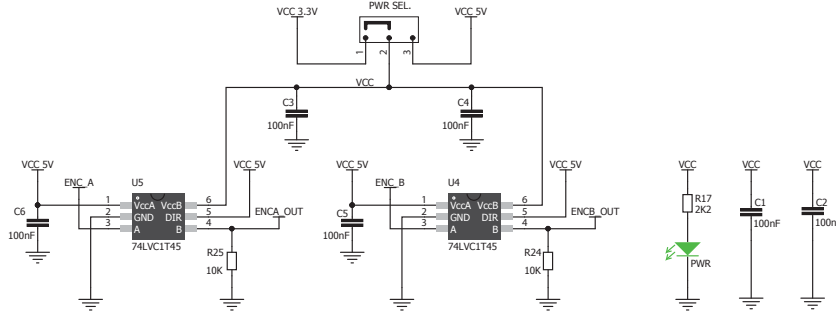 PWR SEL.
VCC 3.3V
VCC 5V
1
2
3
VCC
C3
100nF
C4
100nF
VCC 5V
ENC_A
U5
VCC 5V
1 VccA VccB 6
2 GND DIR 5
3 A B 4
74LVC1T45
ENCA_OUT
C6
100nF
R25
10K
VCC 5V
ENC_B
U4
VCC 5V
1 VccA VccB 6
2 GND DIR 5
3 A B 4
74LVC1T45
ENCB_OUT
C5
100nF
R24
10K
VCC
R17
2K2
PWR
VCC
C1
100nF
VCC
C2
100n